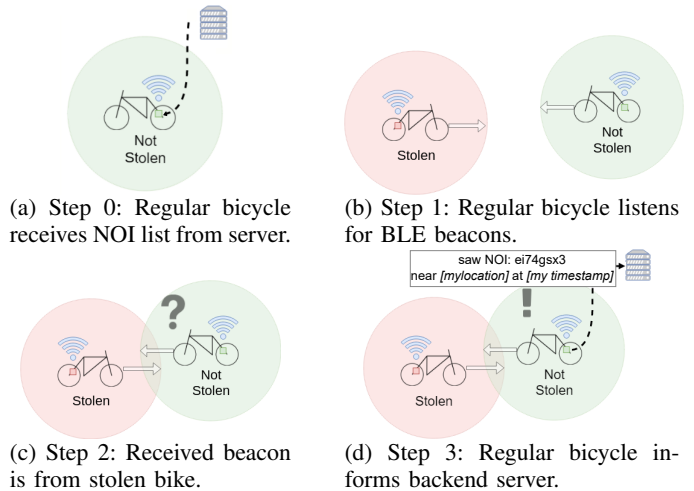 Not
Stolen
(a) Step 0: Regular bicycle
receives NOI list from server.
Stolen
Not
Stolen
(b) Step 1: Regular bicycle listens
for BLE beacons.
?
Stolen
Not
Stolen
(c) Step 2: Received beacon
is from stolen bike.
saw NOI: ei74gsx3
near [mylocation] at [my timestamp]
!
Stolen
Not
Stolen
(d) Step 3: Regular bicycle in-
forms backend server.